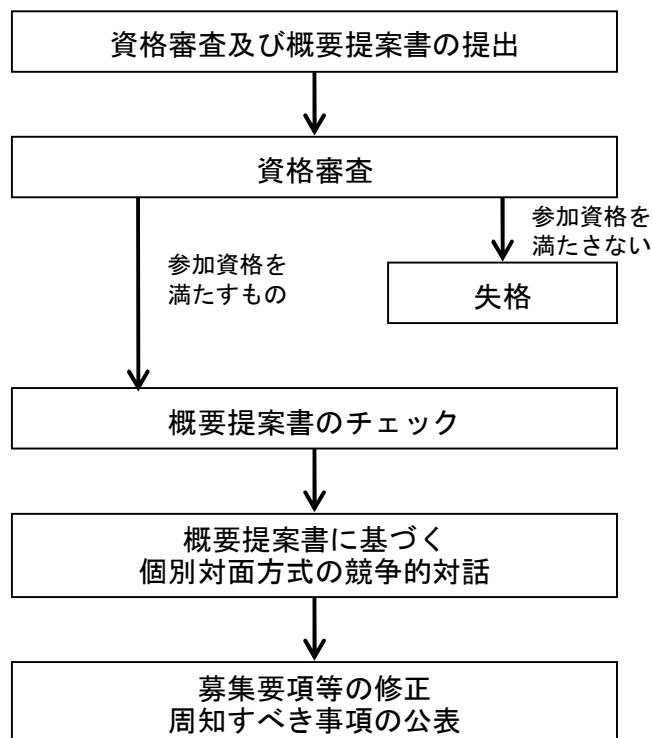 資格審査及び概要提案書の提出
資格審査
参加資格を
満たさない
参加資格を
満たすもの
失格
概要提案書のチェック
概要提案書に基づく
個別対面方式の競争的対話
募集要項等の修正
周知すべき事項の公表